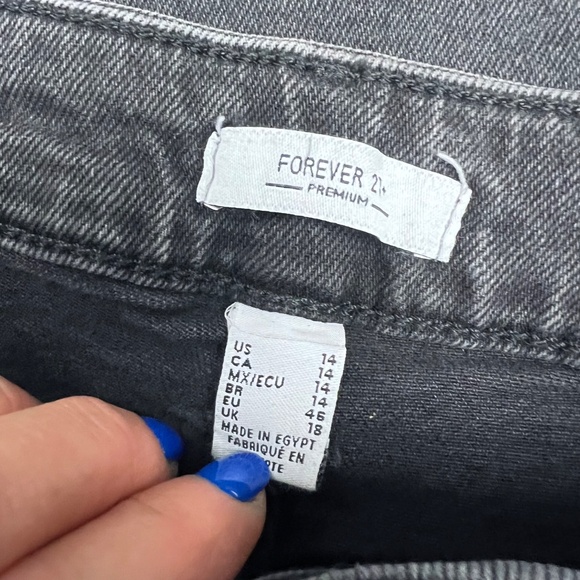 FOREVER 21+
PREMIUM
US 14
CA 14
MX/ECU 14
BR 14
EU 46
UK 18
MADE IN EGYPT
FABRIQUÉ EN